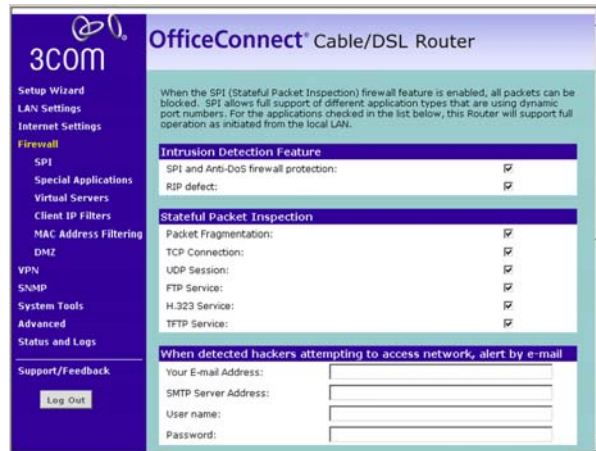 3COM
OfficeConnect® Cable/DSL Router
Setup Wizard
LAN Settings
Internet Settings
Firewall
SPI
Special Applications
Virtual Servers
Client IP Filters
MAC Address Filtering
DMZ
VPN
SNMP
System Tools
Advanced
Status and Logs
Support/Feedback
Log Out
When the SPI (Stateful Packet Inspection) firewall feature is enabled, all packets can be
blocked. SPI allows full support of different application types that are using dynamic
port numbers. For the applications checked in the list below, this Router will support full
operation as initiated from the local LAN.
Intrusion Detection Feature
SPI and Anti-DoS firewall protection:
RIP defect:
Stateful Packet Inspection
Packet Fragmentation:
TCP Connection:
UDP Session:
FTP Service:
H.323 Service:
TFTP Service:
When detected hackers attempting to access network, alert by e-mail
Your E-mail Address:
SMTP Server Address:
User name:
Password: